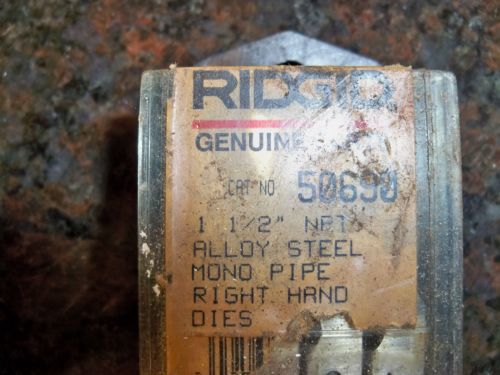 RIDGID
GENUINE
CAT NO 50690
1 1/2" NPT
ALLOY STEEL
MONO PIPE
RIGHT HAND
DIES